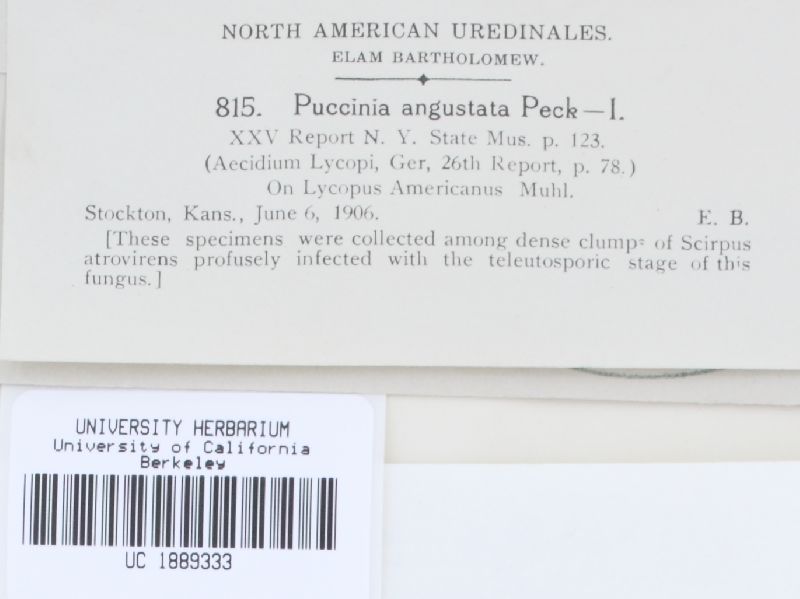 NORTH AMERICAN UREDINALES.
ELAM BARTHOLOMEW.
815. Puccinia angustata Peck—I.
XXV Report N. Y. State Mus. p. 123.
(Aecidium Lycopi, Ger, 26th Report, p. 78.)
On Lycopus Americanus Muhl.
Stockton, Kans., June 6, 1906. E. B.
[These specimens were collected among dense clumps of Scirpus
atrovirens profusely infected with the teleutosporic stage of this
fungus.]
UNIVERSITY HERBARIUM
University of California
Berkeley
UC 1889333